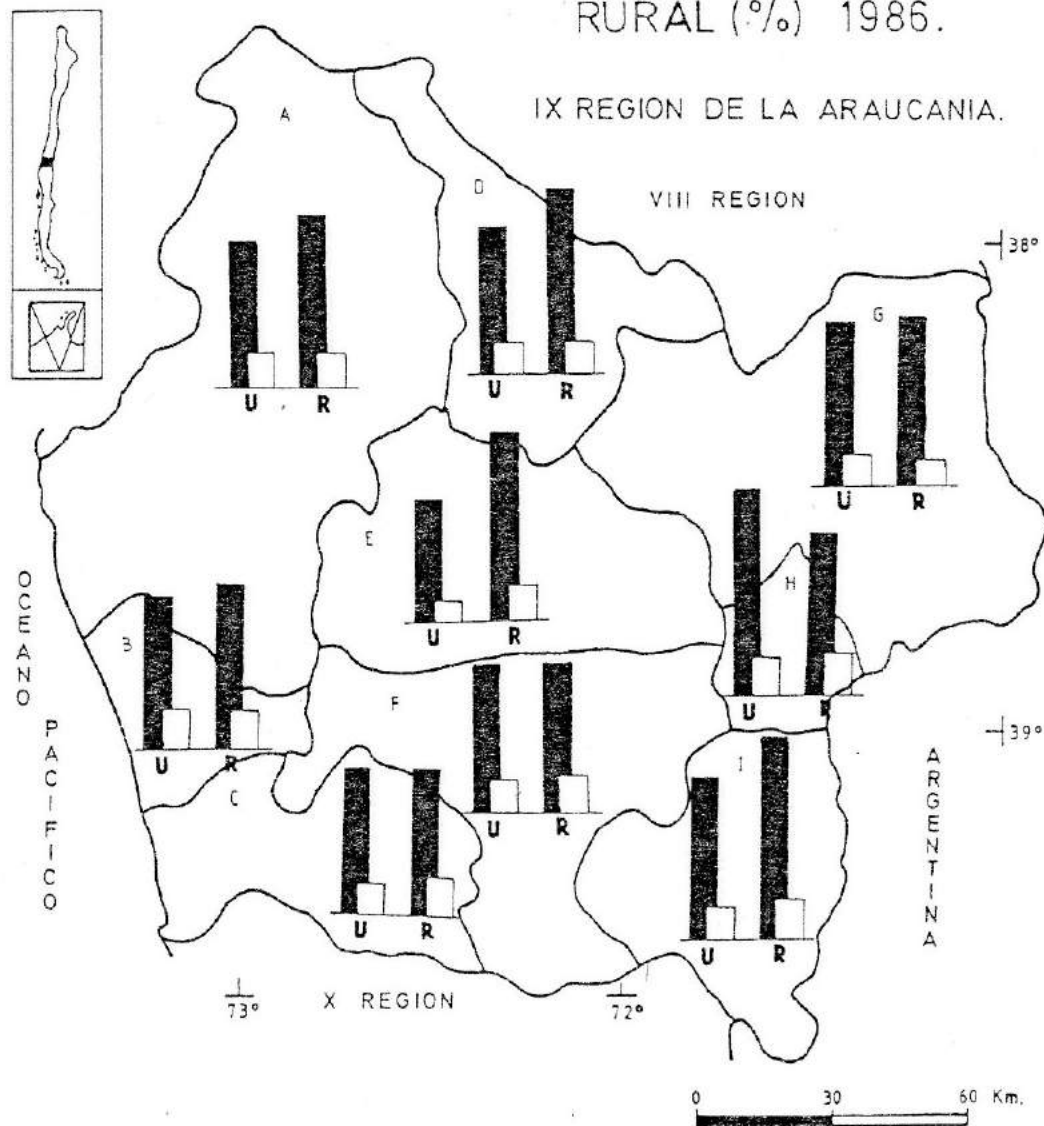 RURAL (%) 1986.
IX REGION DE LA ARAUCANIA.
A
D
VIII REGION
38°
G
U R
U R
U R
E
H
OCEANO
PACIFICO
B
U R
U R
F
U R
39°
I
ARGENTINA
C
U R
U R
U R
73°
X REGION
72°
0 30 60 Km.